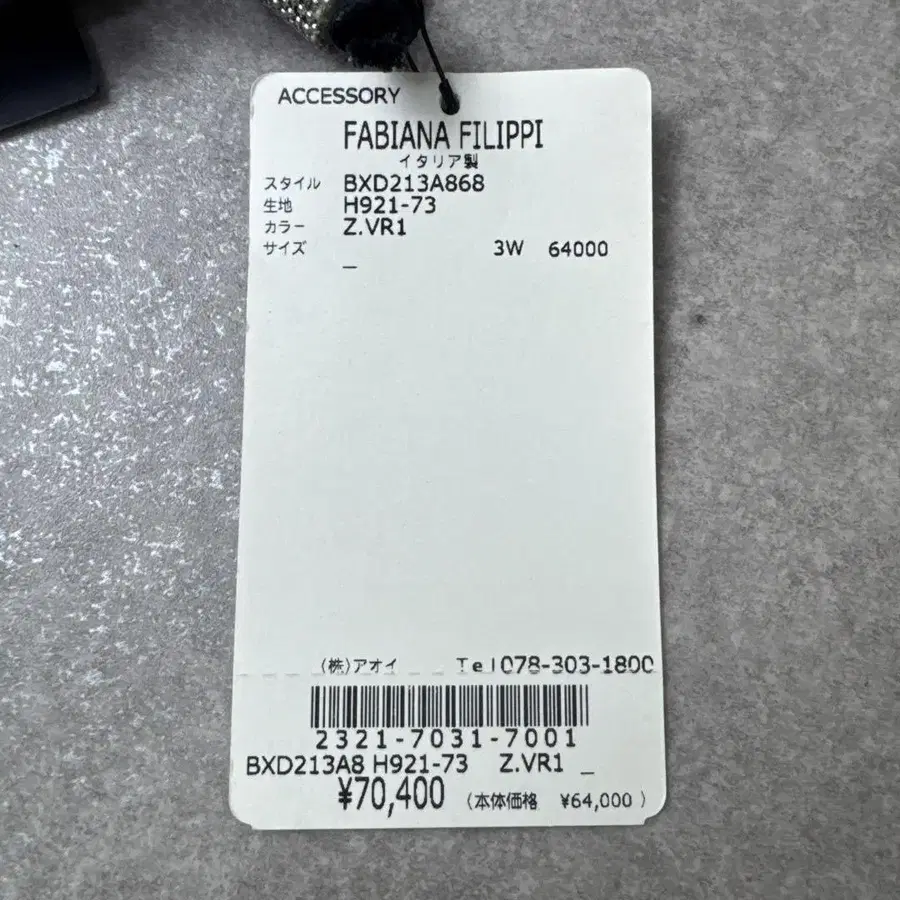 ACCESSORY
FABIANA FILIPPI
イタリア製
スタイル BXD213A868
生地 H921-73
カラー Z.VR1
サイズ 3W 64000
_
(株)アオイ Tel078-303-1800
2321-7031-7001
BXD213A8 H921-73 Z.VR1 _
¥70,400 (本体価格 ¥64,000 )